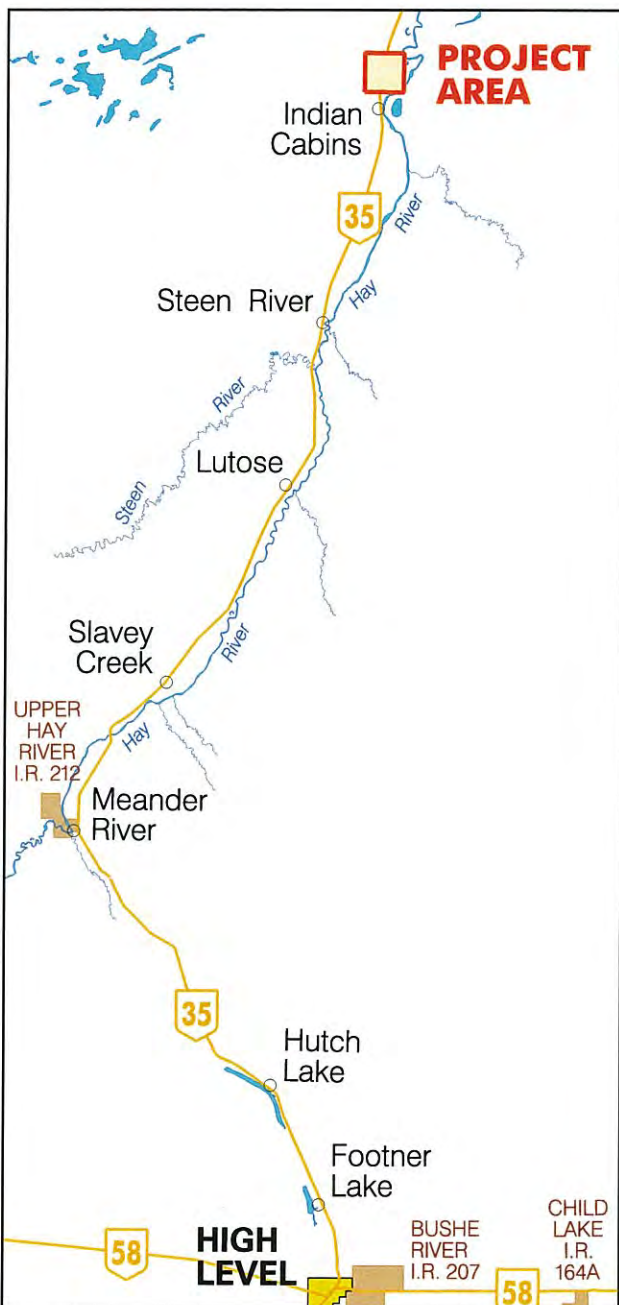 PROJECT
AREA
Indian
Cabins
35
River
Hay
Steen River
River
Steen
Lutose
Slavey
Creek
River
Hay
UPPER
HAY
RIVER
I.R. 212
Meander
River
35
Hutch
Lake
Footner
Lake
58
HIGH
LEVEL
BUSHE
RIVER
I.R. 207
CHILD
LAKE
I.R.
164A
58